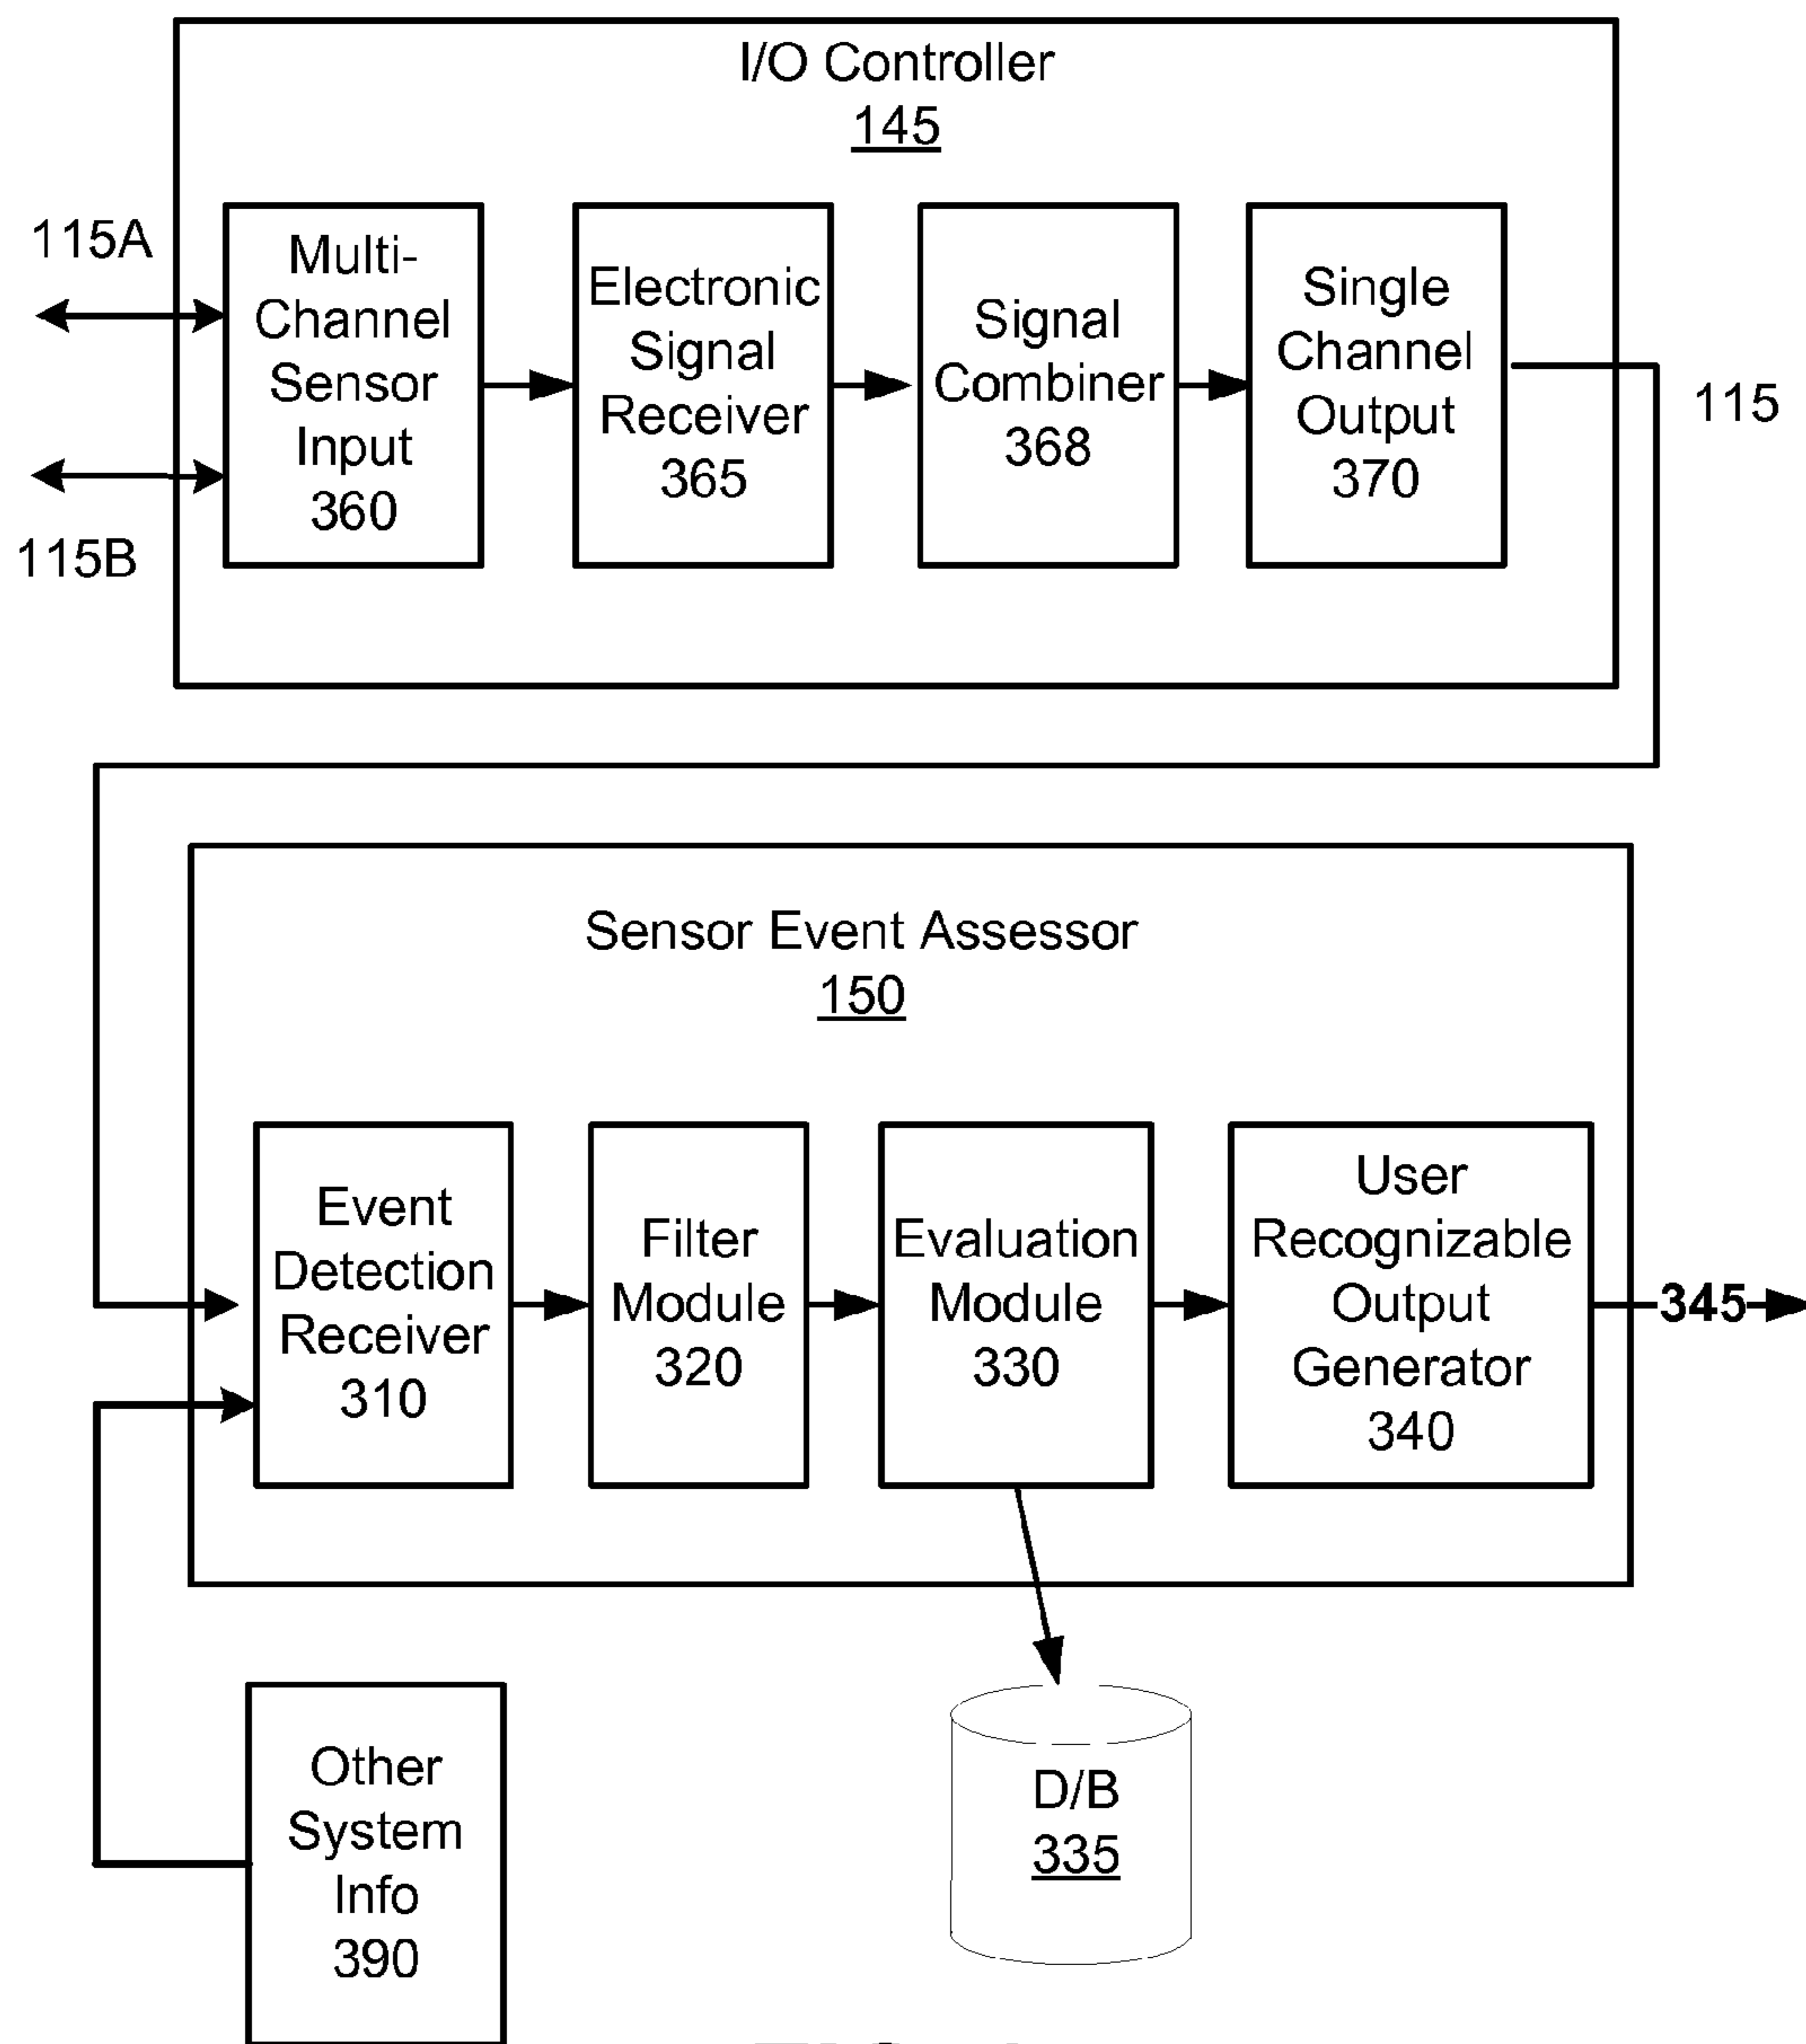 I/O Controller
145
115A
Multi-
Channel
Sensor
Input
360
115B
Electronic
Signal
Receiver
365
Signal
Combiner
368
Single
Channel
Output
370
115
Sensor Event Assessor
150
Event
Detection
Receiver
310
Filter
Module
320
Evaluation
Module
330
User
Recognizable
Output
Generator
340
345
Other
System
Info
390
D/B
335